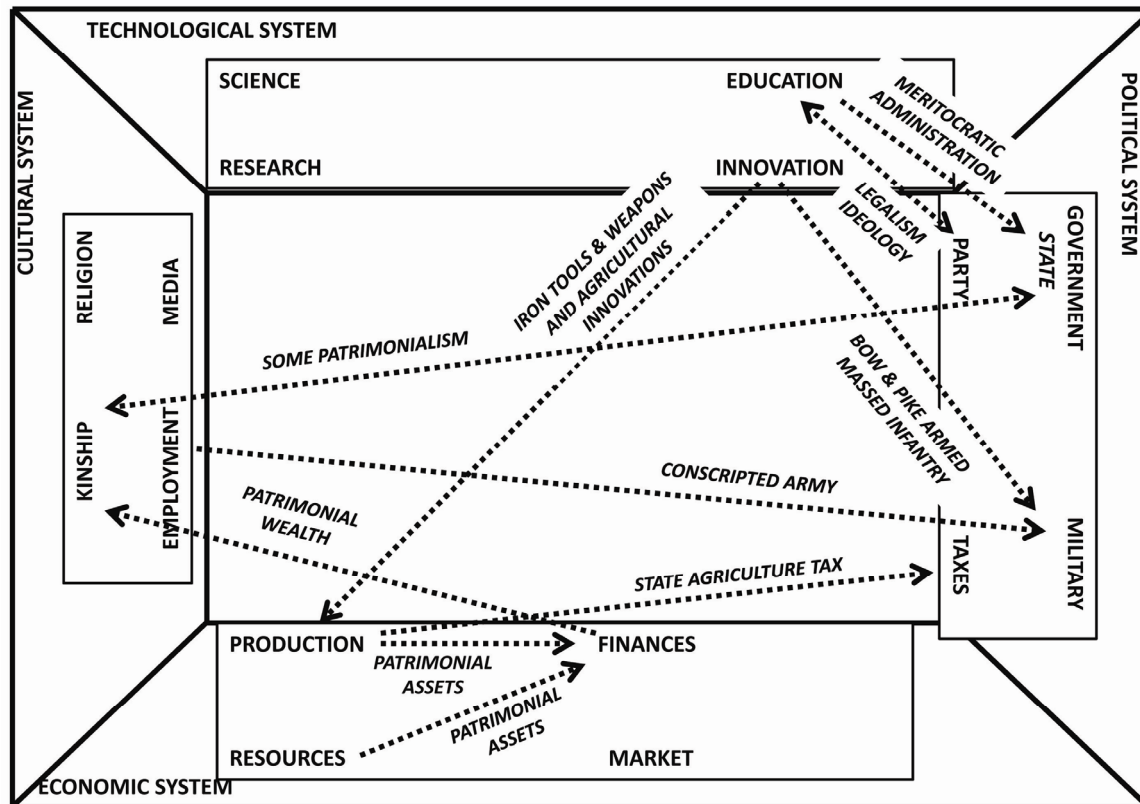 TECHNOLOGICAL SYSTEM
SCIENCE
EDUCATION
RESEARCH
INNOVATION
MERITOCRATIC
ADMINISTRATION
LEGALISM
IDEOLOGY
POLITICAL SYSTEM
CULTURAL SYSTEM
RELIGION
MEDIA
KINSHIP
EMPLOYMENT
IRON TOOLS & WEAPONS
AND AGRICULTURAL
INNOVATIONS
PARTY
STATE
GOVERNMENT
SOME PATRIMONIALISM
BOW & PIKE ARMED
MASSED INFANTRY
CONSCRIPTED ARMY
PATRIMONIAL
WEALTH
STATE AGRICULTURE TAX
TAXES
MILITARY
PRODUCTION
FINANCES
PATRIMONIAL
ASSETS
PATRIMONIAL
ASSETS
RESOURCES
MARKET
ECONOMIC SYSTEM